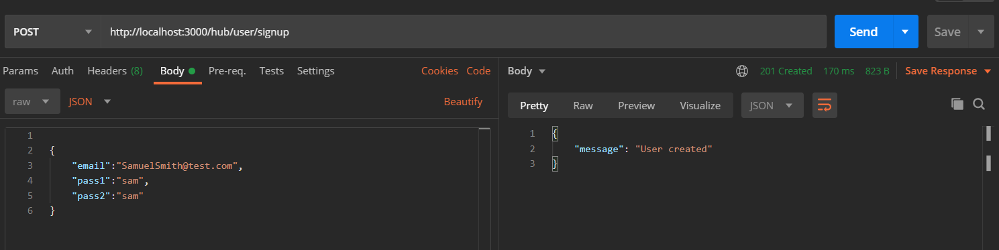 POST
http://localhost:3000/hub/user/signup
Send
Save
Params Auth Headers (8) Body Pre-req. Tests Settings Cookies Code
raw JSON Beautify
1
2 {
3 "email":"SamuelSmith@test.com",
4 "pass1":"sam",
5 "pass2":"sam"
6 }
Body 201 Created 170 ms 823 B Save Response
Pretty Raw Preview Visualize JSON
1 {
2 "message": "User created"
3 }